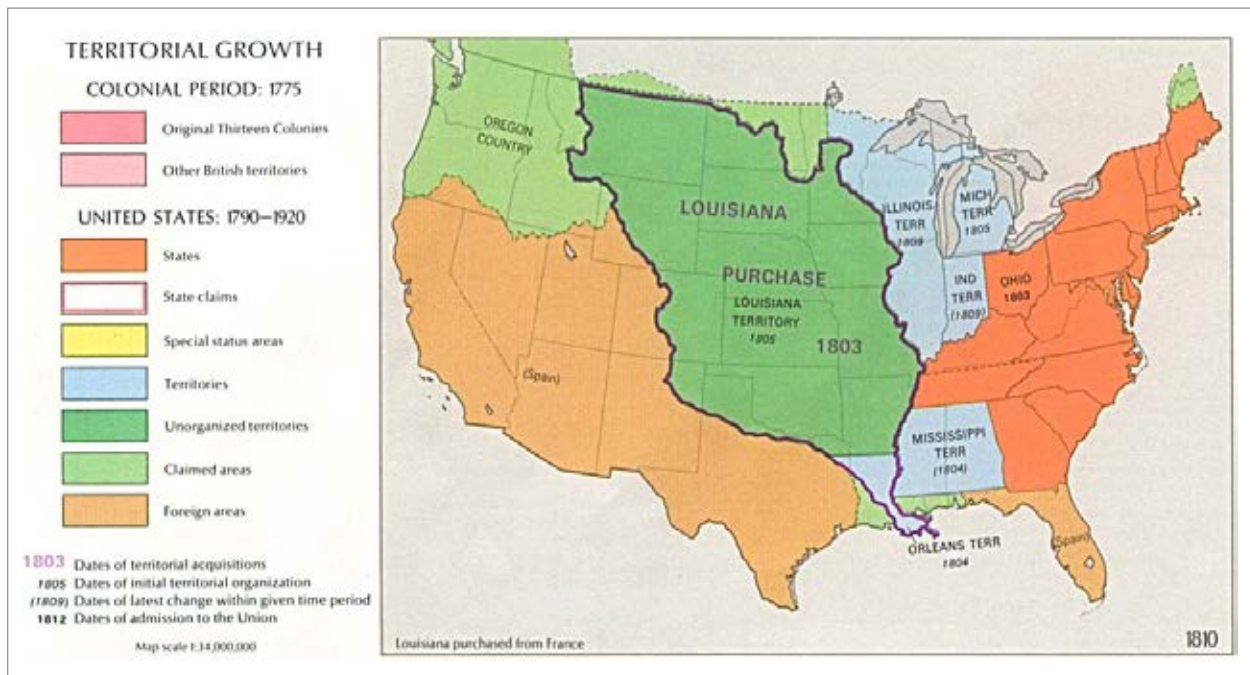 TERRITORIAL GROWTH
COLONIAL PERIOD: 1775
Original Thirteen Colonies
Other British territories
UNITED STATES: 1790–1920
States
State claims
Special status areas
Territories
Unorganized territories
Claimed areas
Foreign areas
1803 Dates of territorial acquisitions
1805 Dates of initial territorial organization
(1809) Dates of latest change within given time period
1812 Dates of admission to the Union
Map scale 1:34,000,000
OREGON
COUNTRY
LOUISIANA
PURCHASE
LOUISIANA
TERRITORY
1805
1803
ILLINOIS
TERR
1809
MICH
TERR
1805
IND
TERR
(1809)
OHIO
1803
(Spain)
MISSISSIPPI
TERR
(1804)
ORLEANS TERR
1804
(Spain)
Louisiana purchased from France
1810